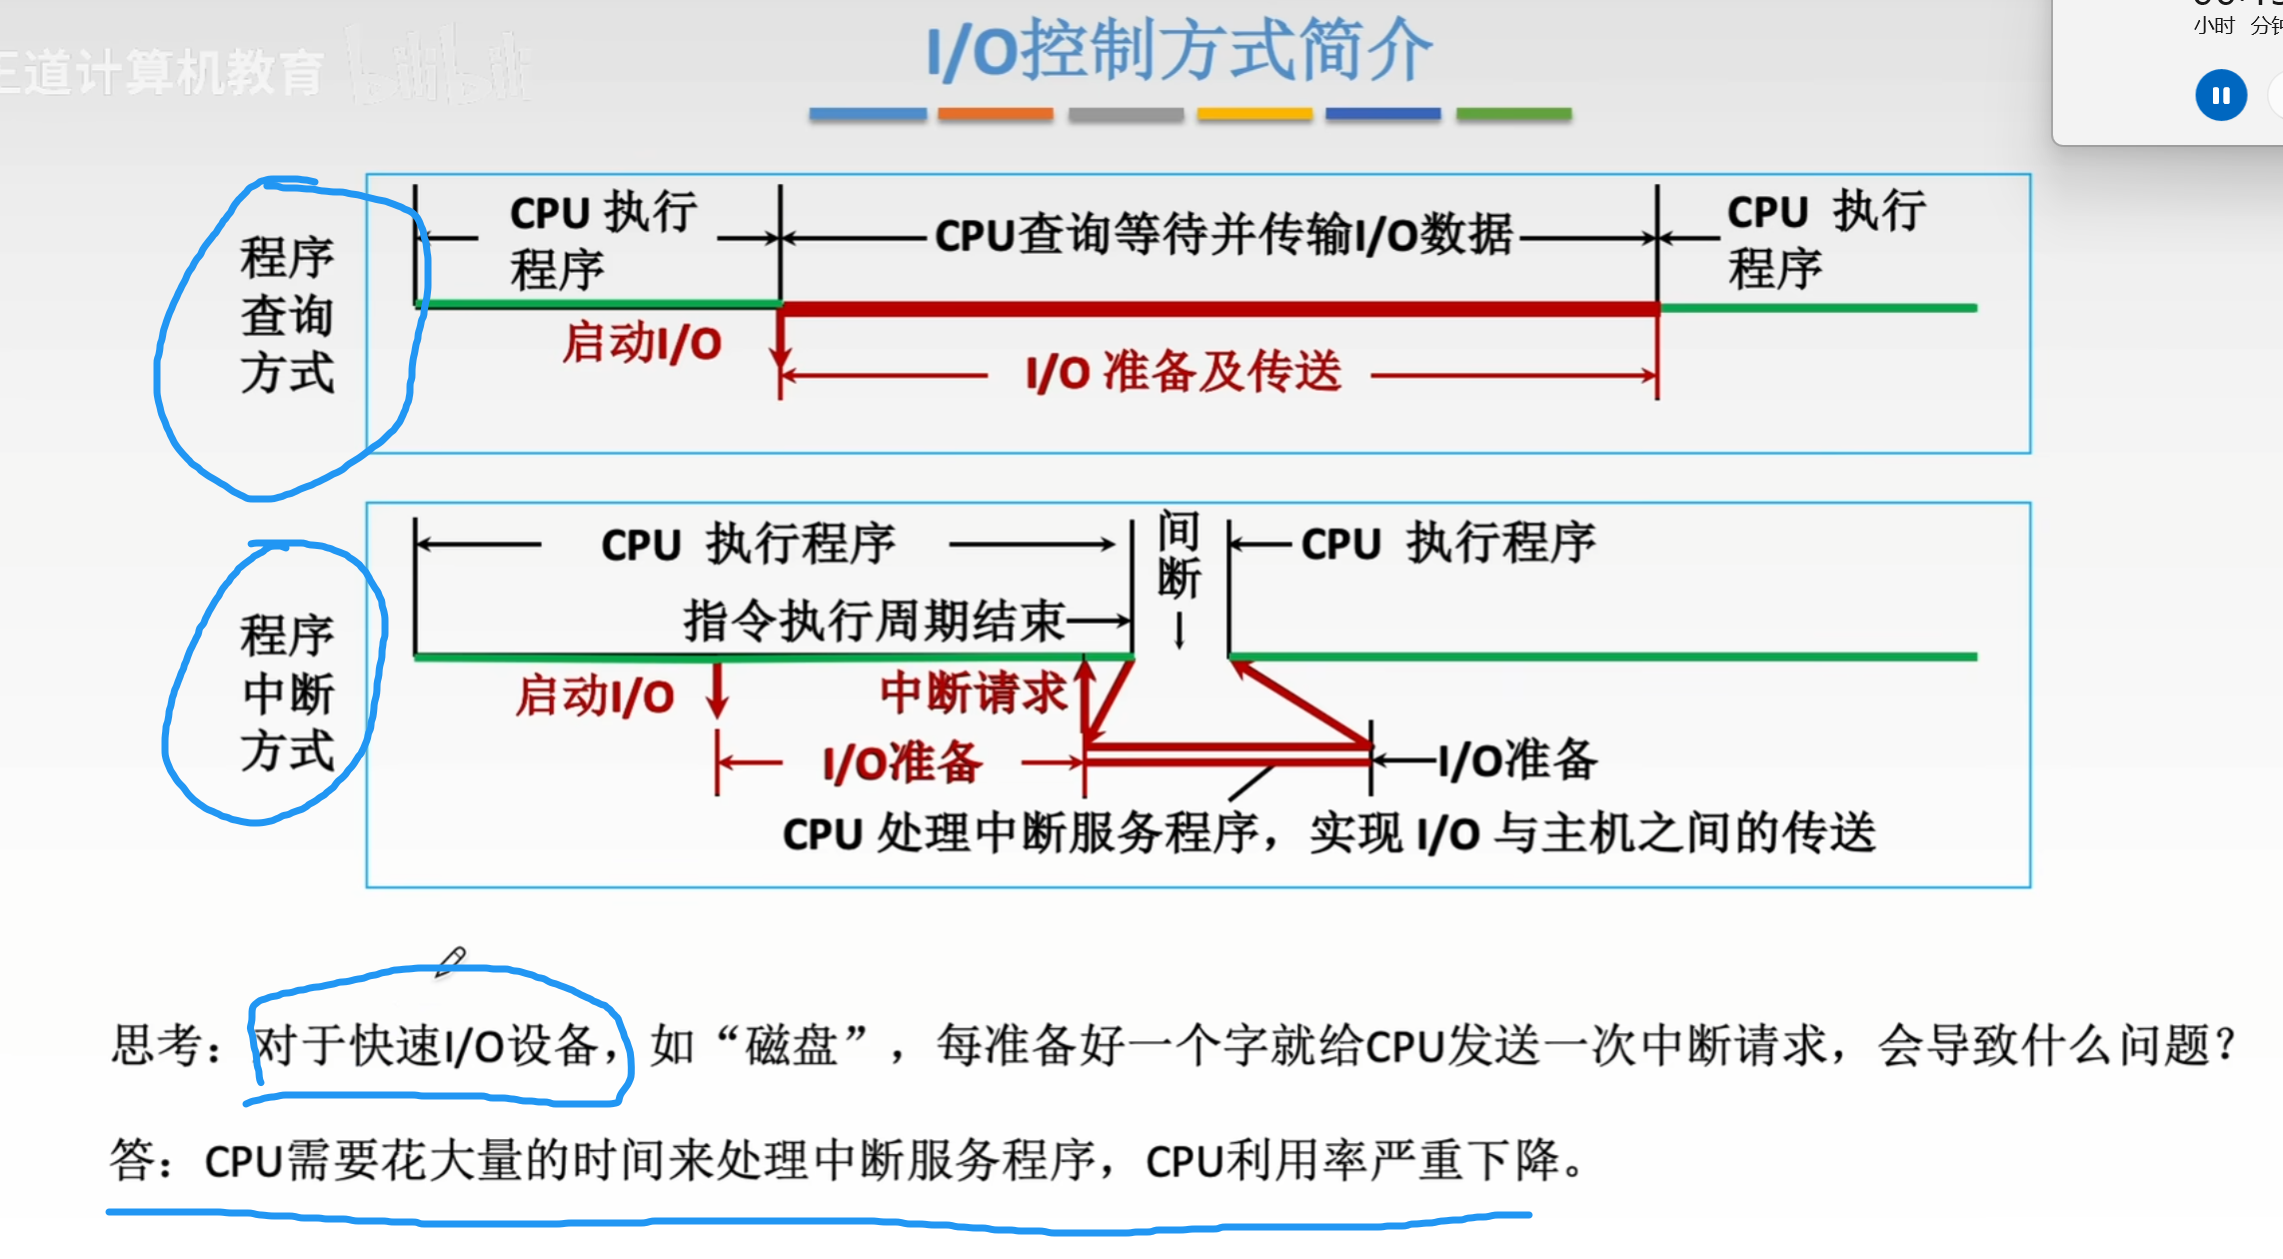 I/O控制方式简介
王道计算机教育 bilibili
小时 分钟
程序
查询
方式
CPU 执行
程序
CPU查询等待并传输I/O数据
CPU 执行
程序
启动I/O
I/O 准备及传送
程序
中断
方式
CPU 执行程序
间
断
CPU 执行程序
指令执行周期结束
启动I/O
中断请求
I/O准备
I/O准备
CPU 处理中断服务程序，实现 I/O 与主机之间的传送
思考：对于快速I/O设备，如“磁盘”，每准备好一个字就给CPU发送一次中断请求，会导致什么问题？
答：CPU需要花大量的时间来处理中断服务程序，CPU利用率严重下降。